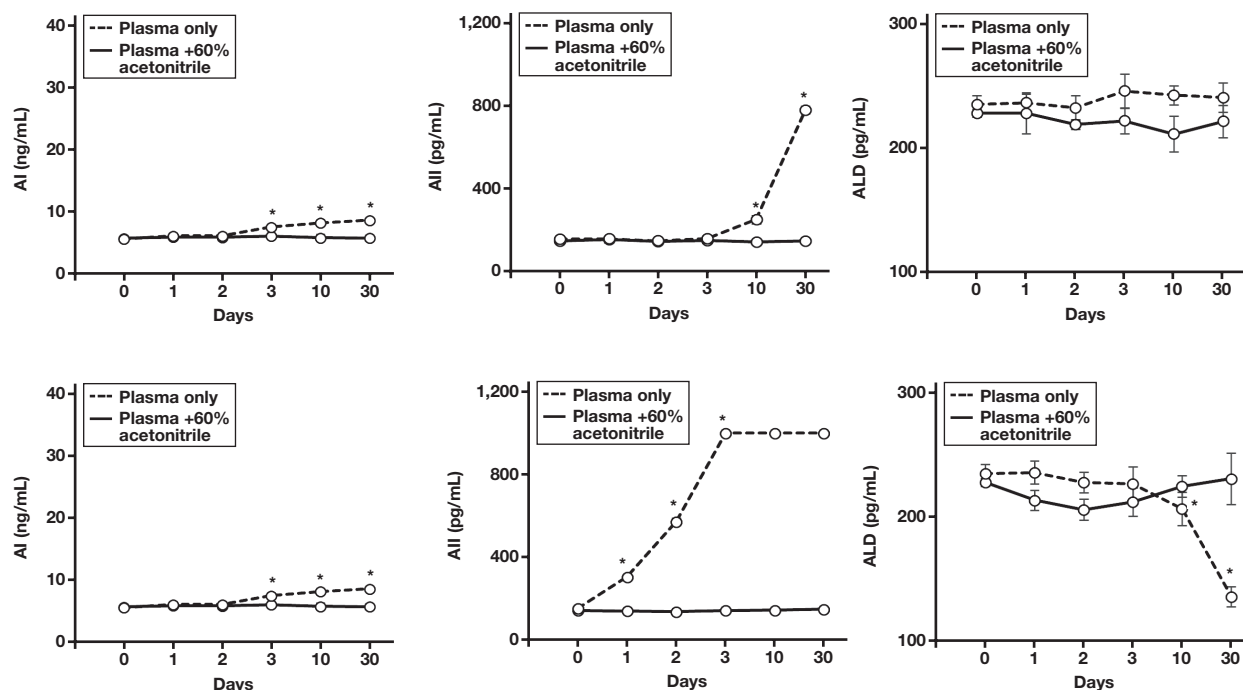 Plasma only
Plasma +60%
acetonitrile
AI (ng/mL)
40
30
20
10
0
0 1 2 3 10 30
Days
* * *
Plasma only
Plasma +60%
acetonitrile
AII (pg/mL)
1,200
800
400
0
0 1 2 3 10 30
Days
* *
Plasma only
Plasma +60%
acetonitrile
ALD (pg/mL)
300
200
100
0 1 2 3 10 30
Days
Plasma only
Plasma +60%
acetonitrile
AI (ng/mL)
40
30
20
10
0
0 1 2 3 10 30
Days
* * *
Plasma only
Plasma +60%
acetonitrile
AII (pg/mL)
1,200
800
400
0
0 1 2 3 10 30
Days
* * *
Plasma only
Plasma +60%
acetonitrile
ALD (pg/mL)
300
200
100
0 1 2 3 10 30
Days
* *